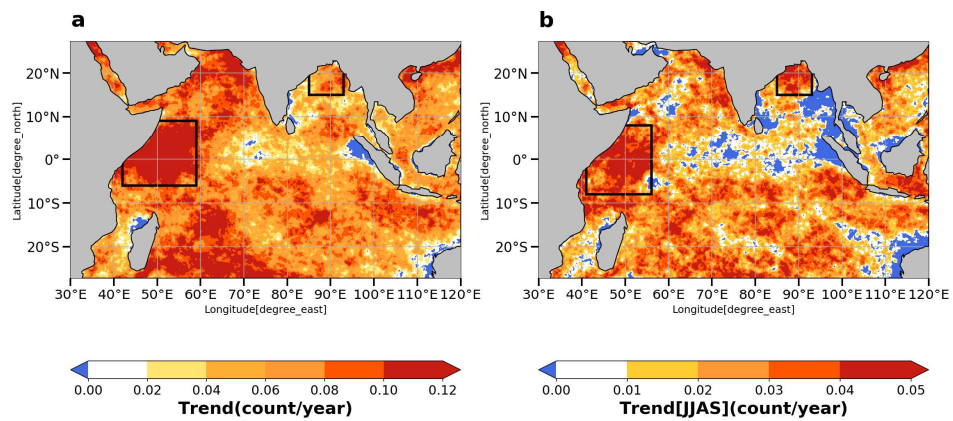 a b
20°N 20°N
10°N 10°N
0° 0°
10°S 10°S
20°S 20°S
Latitude[degree_north] Latitude[degree_north]
30°E 40°E 50°E 60°E 70°E 80°E 90°E 100°E 110°E 120°E 30°E 40°E 50°E 60°E 70°E 80°E 90°E 100°E 110°E 120°E
Longitude[degree_east] Longitude[degree_east]
0.00 0.02 0.04 0.06 0.08 0.10 0.12 0.00 0.01 0.02 0.03 0.04 0.05
Trend(count/year) Trend[JJAS](count/year)